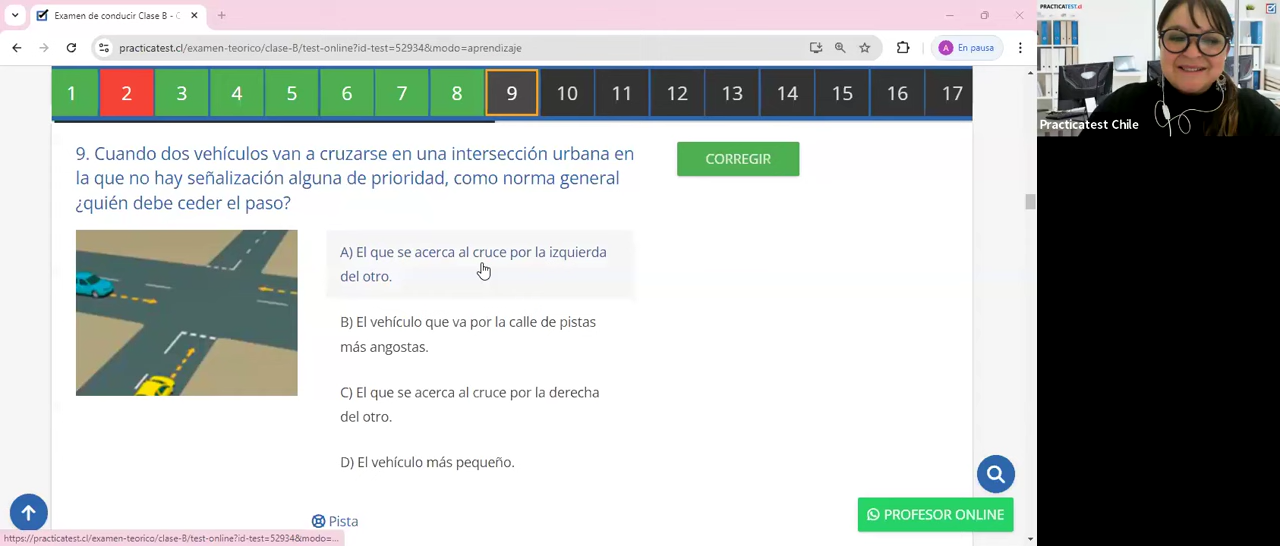 Examen de conducir Clase B - C
practicatest.cl/examen-teorico/clase-B/test-online?id-test=52934&modo=aprendizaje
A
En pausa
1 2 3 4 5 6 7 8 9 10 11 12 13 14 15 16 17
9. Cuando dos vehículos van a cruzarse en una intersección urbana en
la que no hay señalización alguna de prioridad, como norma general
¿quién debe ceder el paso?
CORREGIR
A) El que se acerca al cruce por la izquierda
del otro.
B) El vehículo que va por la calle de pistas
más angostas.
C) El que se acerca al cruce por la derecha
del otro.
D) El vehículo más pequeño.
Pista
PROFESOR ONLINE
https://practicatest.cl/examen-teorico/clase-B/test-online?id-test=52934&modo=...
PRACTICATEST.cl
Practicatest Chile